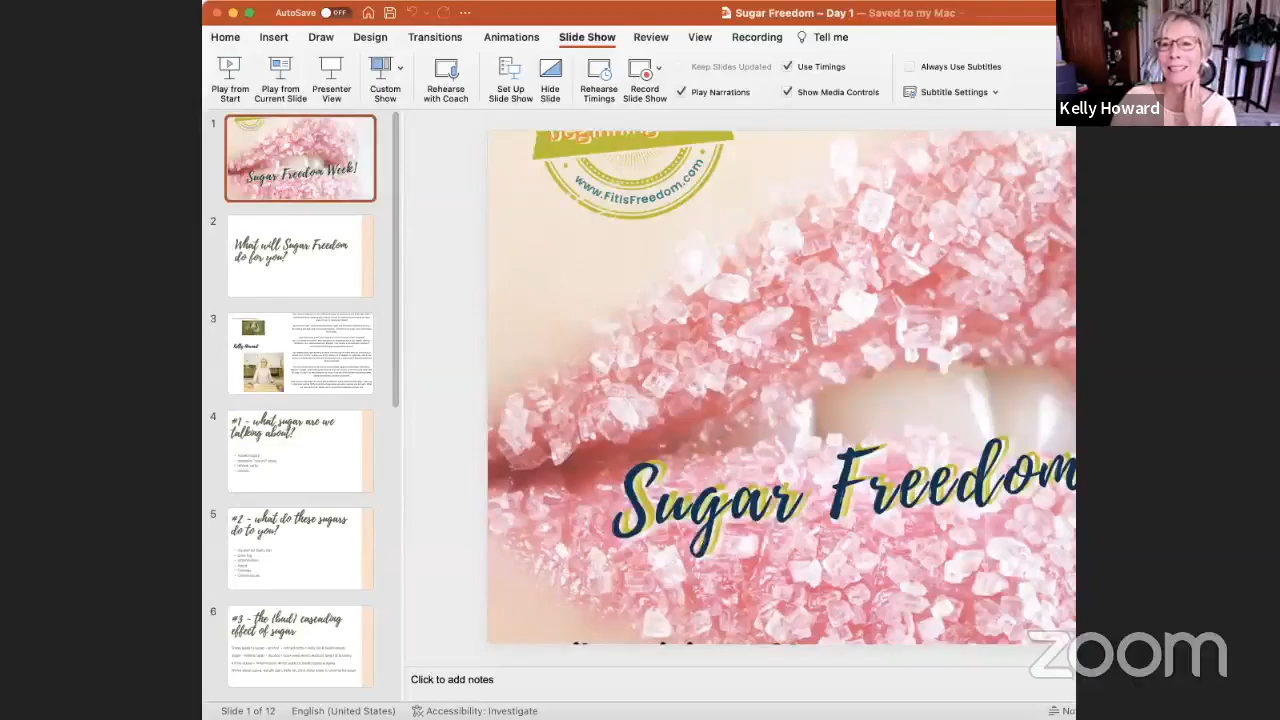 AutoSave OFF
Sugar Freedom – Day 1 — Saved to my Mac
Home Insert Draw Design Transitions Animations Slide Show Review View Recording Tell me
Play from Start
Play from Current Slide
Presenter View
Custom Show
Rehearse with Coach
Set Up Slide Show
Hide Slide
Rehearse Timings
Record Slide Show
Keep Slides Updated
Use Timings
Play Narrations
Show Media Controls
Always Use Subtitles
Subtitle Settings
Kelly Howard
1
Sugar Freedom Week!
2
What will Sugar Freedom
do for you?
3
Kelly Howard
4
#1 - what sugar are we
talking about?
5
#2 - what do these sugars
do to you?
6
#3 - the (bad) cascading
effect of sugar
beginning
www.FitIsFreedom.com
Sugar Freedom
Click to add notes
Slide 1 of 12 English (United States) Accessibility: Investigate
zoom